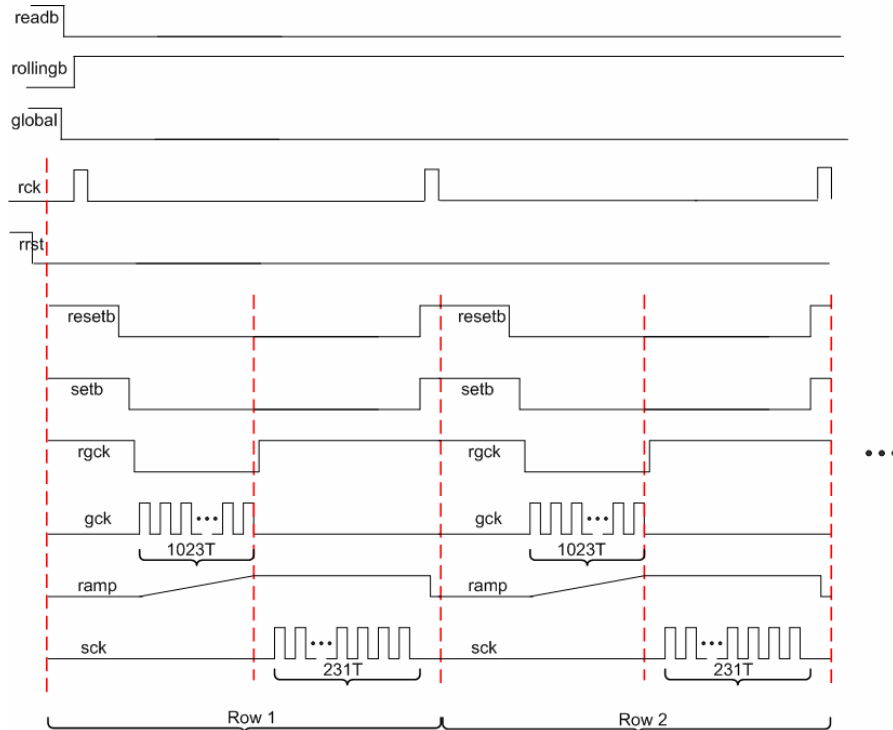 readb
rollingb
global
rck
rrst
resetb resetb
setb setb
rgck rgck
•••
gck ••• gck •••
1023T 1023T
ramp ramp
sck ••• sck •••
231T 231T
Row 1 Row 2